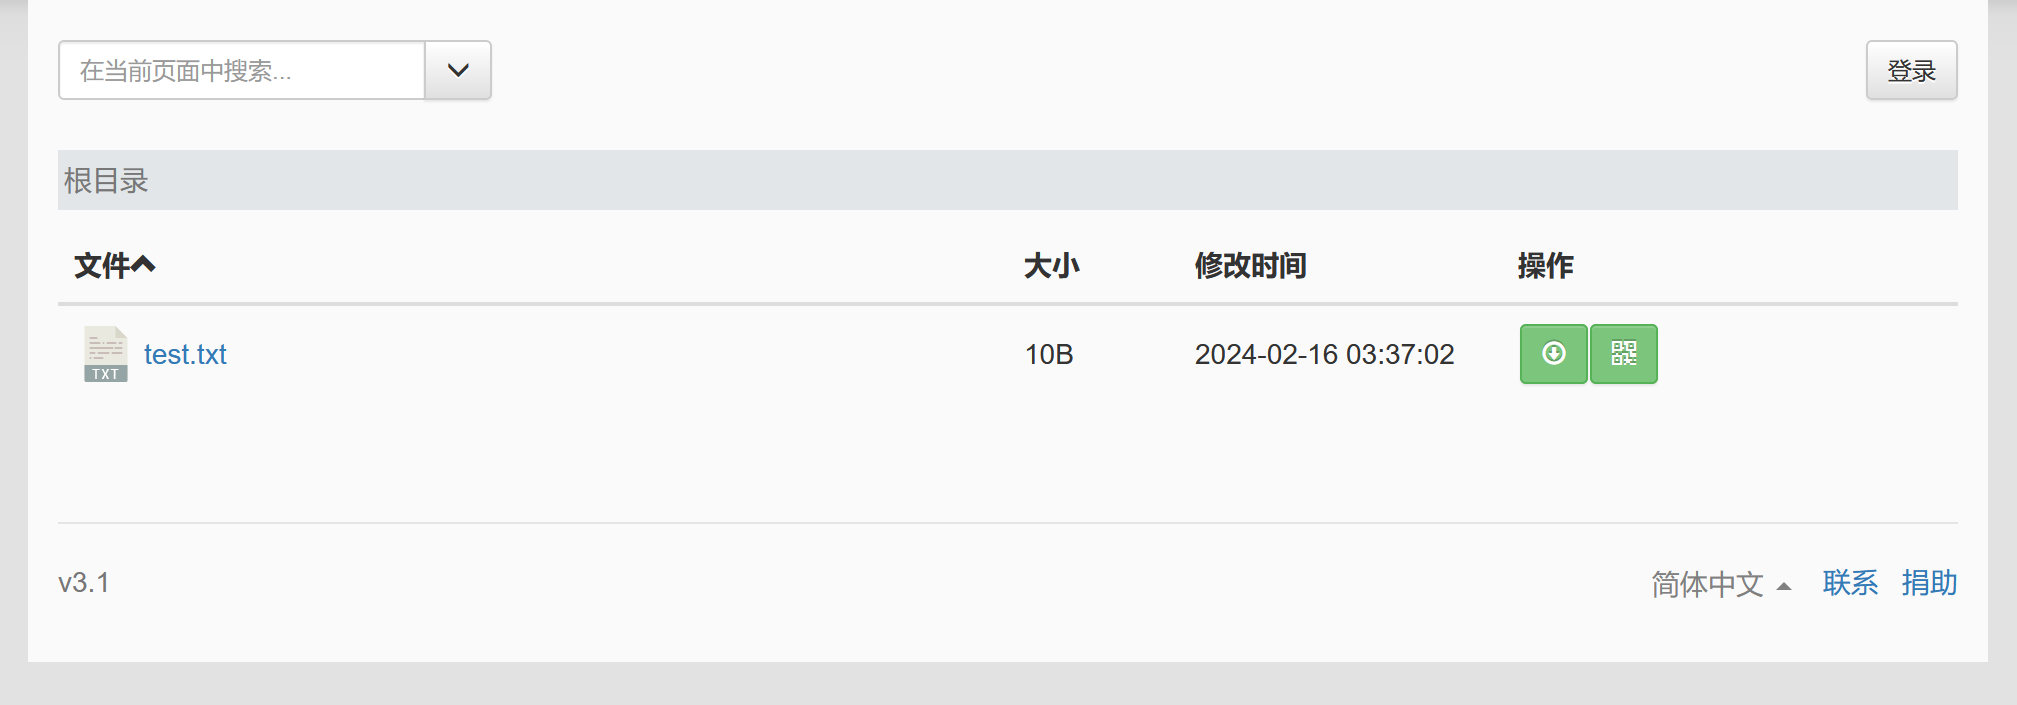 在当前页面中搜索... 登录
根目录
文件 大小 修改时间 操作
TXT test.txt 10B 2024-02-16 03:37:02
v3.1 简体中文 联系 捐助